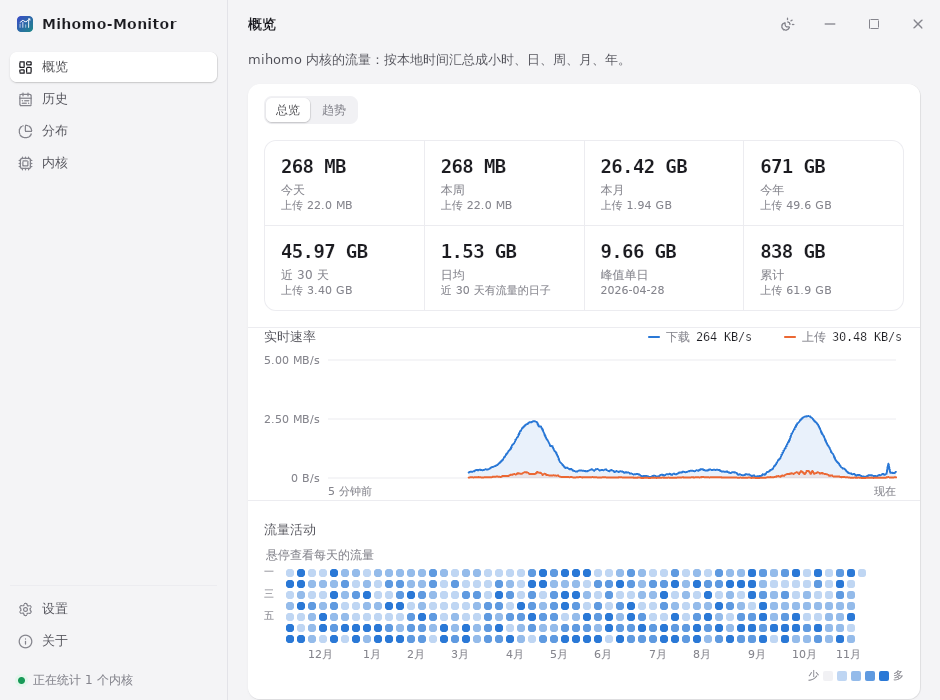 Mihomo-Monitor
概览
历史
分布
内核
设置
关于
正在统计 1 个内核
概览
mihomo 内核的流量：按本地时间汇总成小时、日、周、月、年。
总览 趋势
268 MB
今天
上传 22.0 MB
268 MB
本周
上传 22.0 MB
26.42 GB
本月
上传 1.94 GB
671 GB
今年
上传 49.6 GB
45.97 GB
近 30 天
上传 3.40 GB
1.53 GB
日均
近 30 天有流量的日子
9.66 GB
峰值单日
2026-04-28
838 GB
累计
上传 61.9 GB
实时速率 下载 264 KB/s 上传 30.48 KB/s
5.00 MB/s
2.50 MB/s
0 B/s
5 分钟前 现在
流量活动
悬停查看每天的流量
一
三
五
12月 1月 2月 3月 4月 5月 6月 7月 8月 9月 10月 11月
少 多